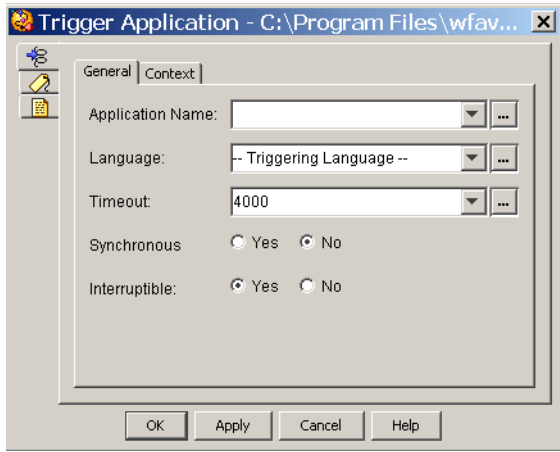 Trigger Application - C:\Program Files\wfav...
General Context
Application Name: ...
Language: -- Triggering Language -- ...
Timeout: 4000 ...
Synchronous Yes No
Interruptible: Yes No
OK Apply Cancel Help